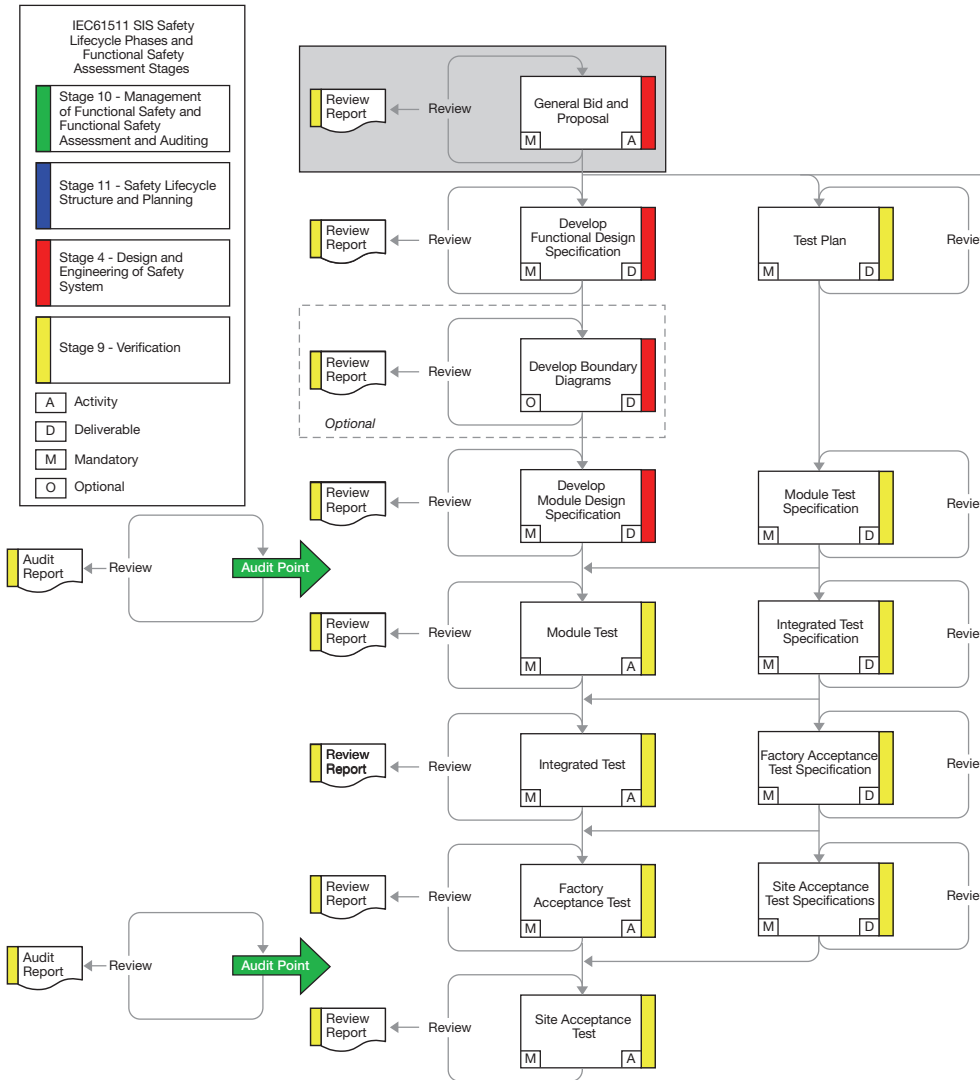 IEC61511 SIS Safety
Lifecycle Phases and
Functional Safety
Assessment Stages
Stage 10 - Management
of Functional Safety and
Functional Safety
Assessment and Auditing
Stage 11 - Safety Lifecycle
Structure and Planning
Stage 4 - Design and
Engineering of Safety
System
Stage 9 - Verification
A Activity
D Deliverable
M Mandatory
O Optional
Review
Report
Review
General Bid and
Proposal
M A
Review
Report
Review
Develop
Functional Design
Specification
M D
Test Plan
M D
Revie
Review
Report
Review
Develop Boundary
Diagrams
O D
Optional
Review
Report
Review
Develop
Module Design
Specification
M D
Module Test
Specification
M D
Revie
Audit
Report
Review
Audit Point
Review
Report
Review
Module Test
M A
Integrated Test
Specification
M D
Revie
Review
Report
Review
Integrated Test
M A
Factory Acceptance
Test Specification
M D
Revie
Review
Report
Review
Factory
Acceptance Test
M A
Site Acceptance
Test Specifications
M D
Revie
Audit
Report
Review
Audit Point
Review
Report
Review
Site Acceptance
Test
M A